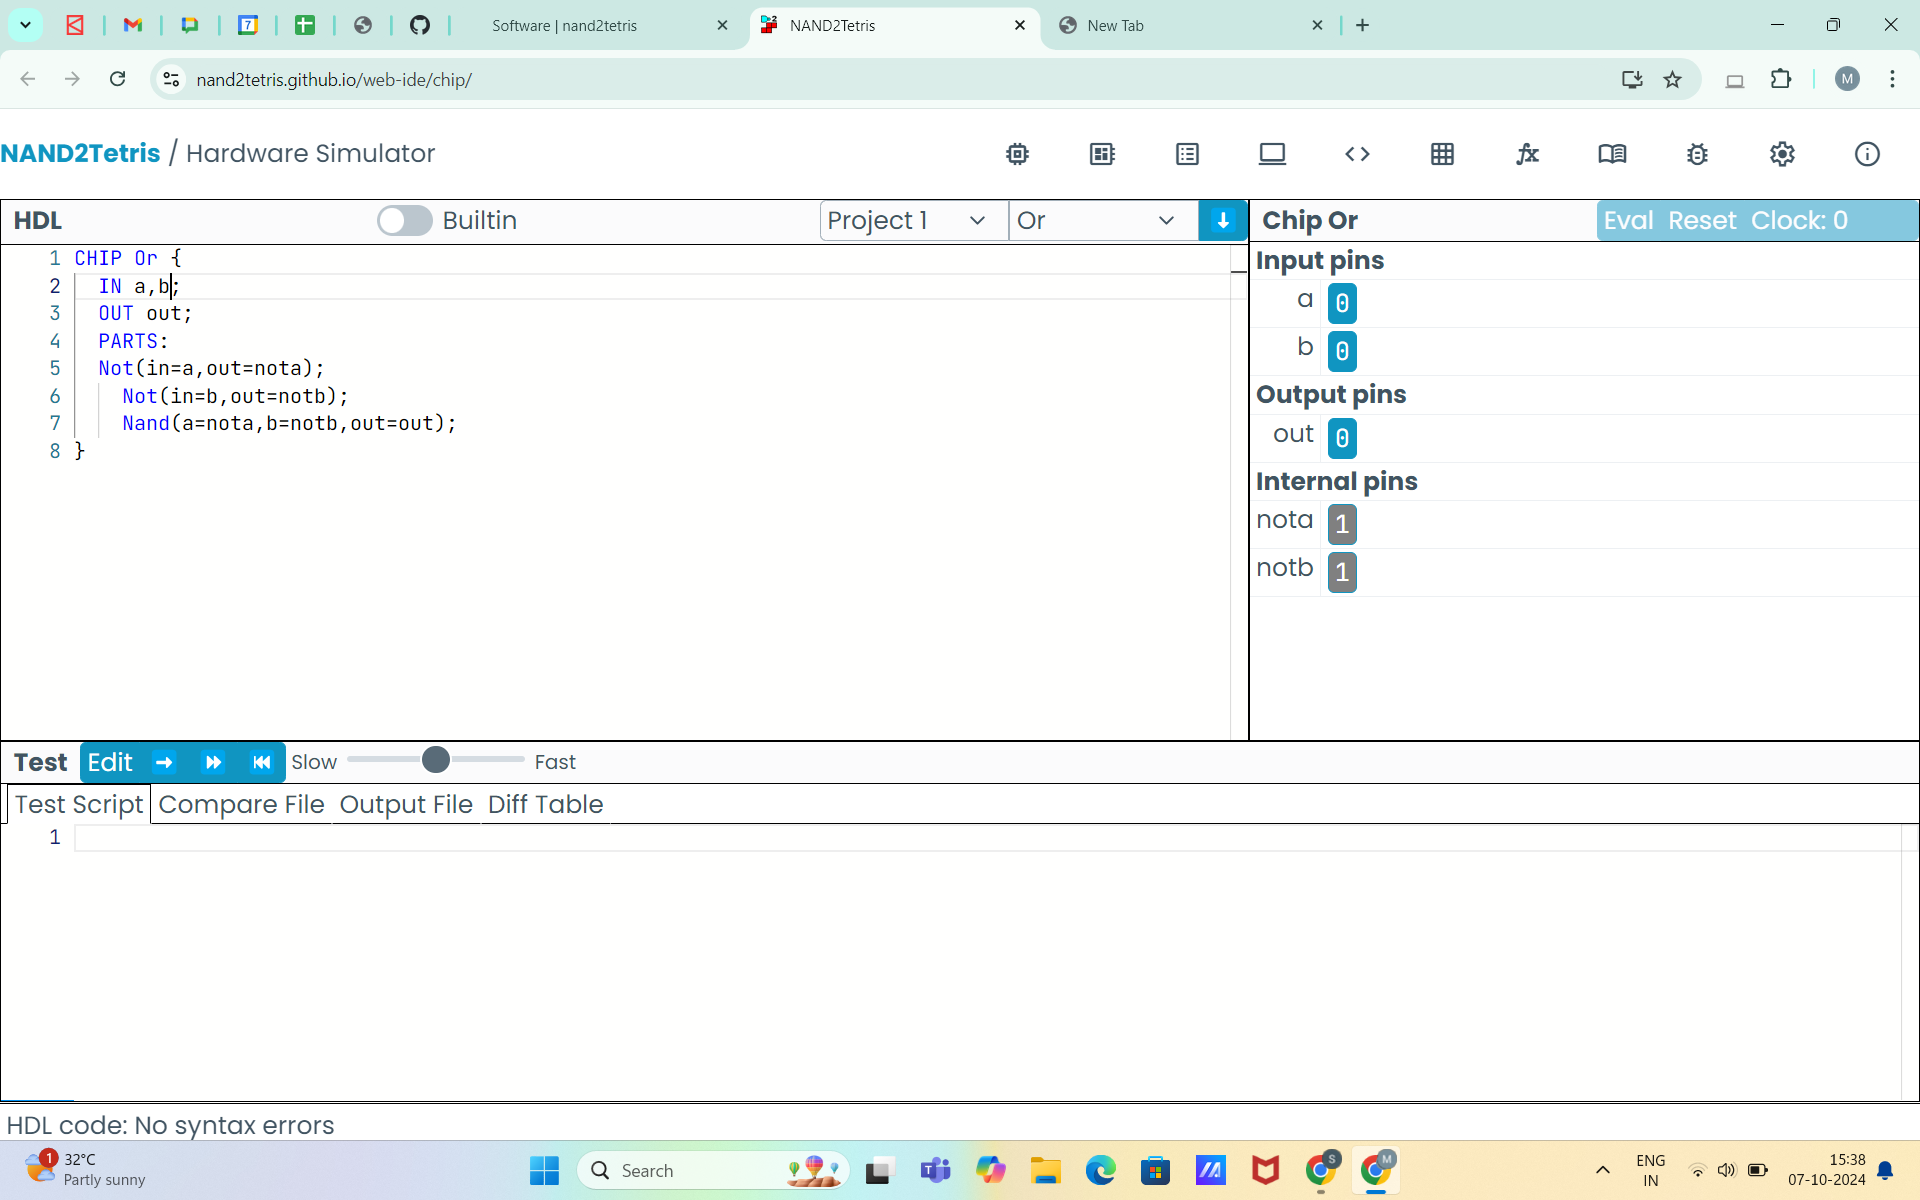 Software | nand2tetris
NAND2Tetris
New Tab
nand2tetris.github.io/web-ide/chip/
M
NAND2Tetris / Hardware Simulator
HDL
Builtin
Project 1
Or
Chip Or
Eval Reset Clock: 0
1 CHIP Or {
2 IN a,b;
3 OUT out;
4 PARTS:
5 Not(in=a,out=nota);
6 Not(in=b,out=notb);
7 Nand(a=nota,b=notb,out=out);
8 }
Input pins
a 0
b 0
Output pins
out 0
Internal pins
nota 1
notb 1
Test Edit Slow Fast
Test Script Compare File Output File Diff Table
1
HDL code: No syntax errors
1
32°C
Partly sunny
Search
S
M
ENG
IN
15:38
07-10-2024